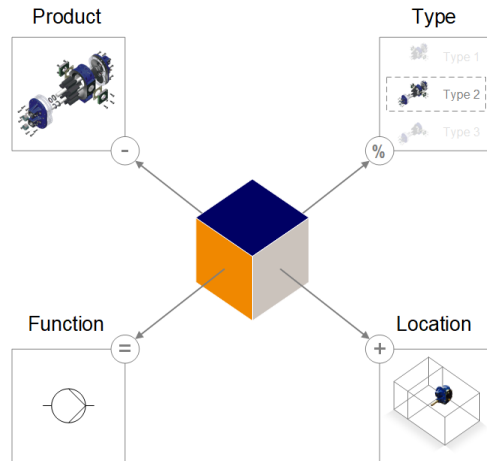 Product
Type
Type 1
Type 2
Type 3
-
%
Function
Location
=
+